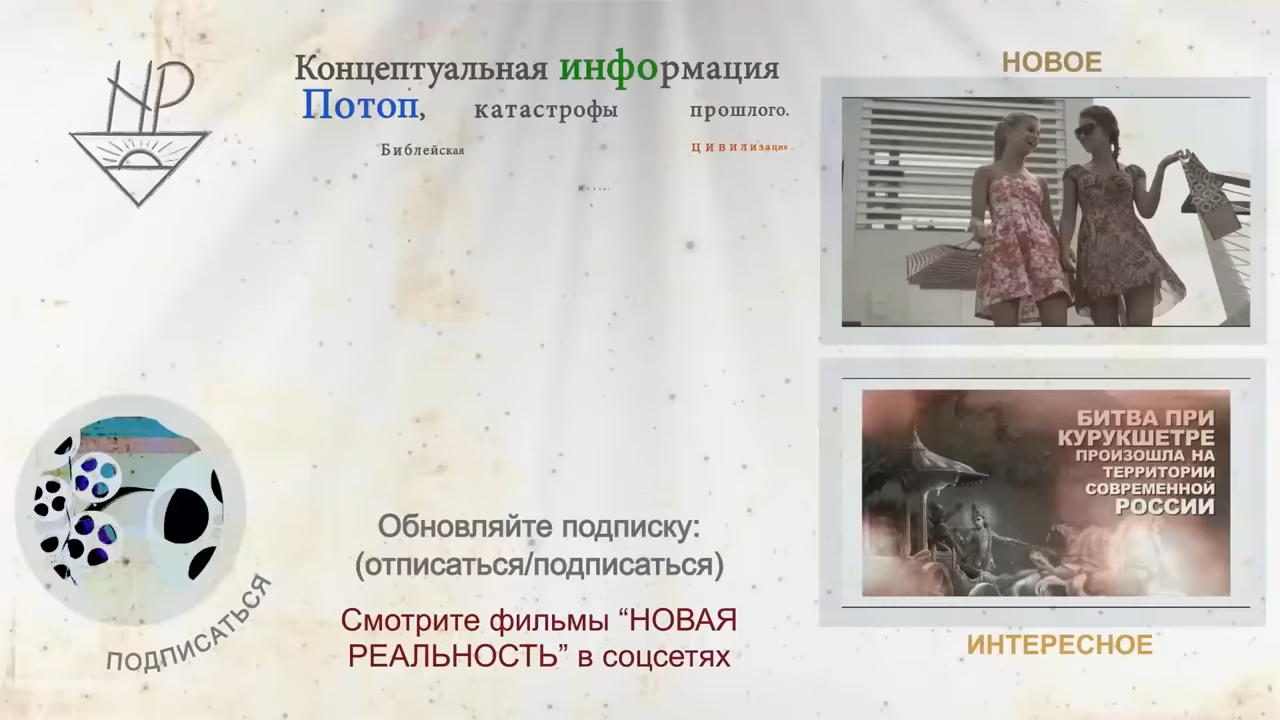 НР
Концептуальная информация
Потоп, катастрофы прошлого.
Библейская цивилизация
НОВОЕ
БИТВА ПРИ
КУРУКШЕТРЕ
ПРОИЗОШЛА НА
ТЕРРИТОРИИ
СОВРЕМЕННОЙ
РОССИИ
ИНТЕРЕСНОЕ
ПОДПИСАТЬСЯ
Обновляйте подписку:
(отписаться/подписаться)
Смотрите фильмы “НОВАЯ
РЕАЛЬНОСТЬ” в соцсетях